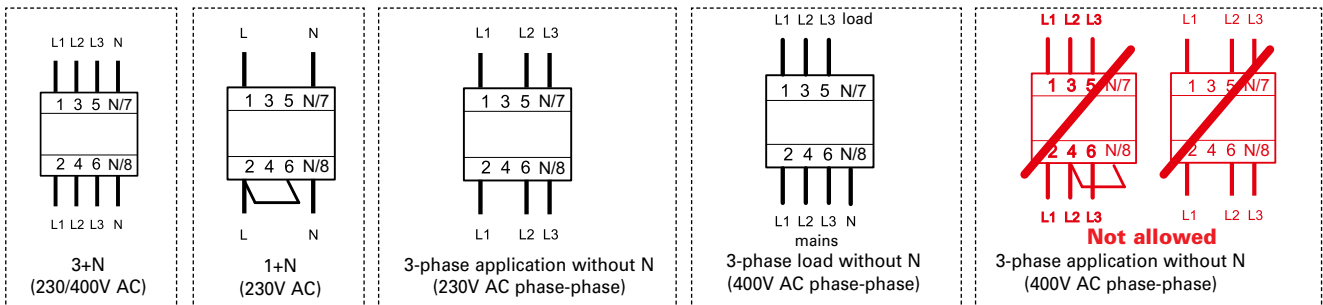 L1 L2 L3 N
1 3 5 N/7
2 4 6 N/8
L1 L2 L3 N
3+N
(230/400V AC)
L N
1 3 5 N/7
2 4 6 N/8
L N
1+N
(230V AC)
L1 L2 L3
1 3 5 N/7
2 4 6 N/8
L1 L2 L3
3-phase application without N
(230V AC phase-phase)
L1 L2 L3 load
1 3 5 N/7
2 4 6 N/8
L1 L2 L3 N
mains
3-phase load without N
(400V AC phase-phase)
L1 L2 L3
1 3 5 N/7
2 4 6 N/8
L1 L2 L3
L1 L2 L3
1 3 5 N/7
2 4 6 N/8
L1 L2 L3
Not allowed
3-phase application without N
(400V AC phase-phase)